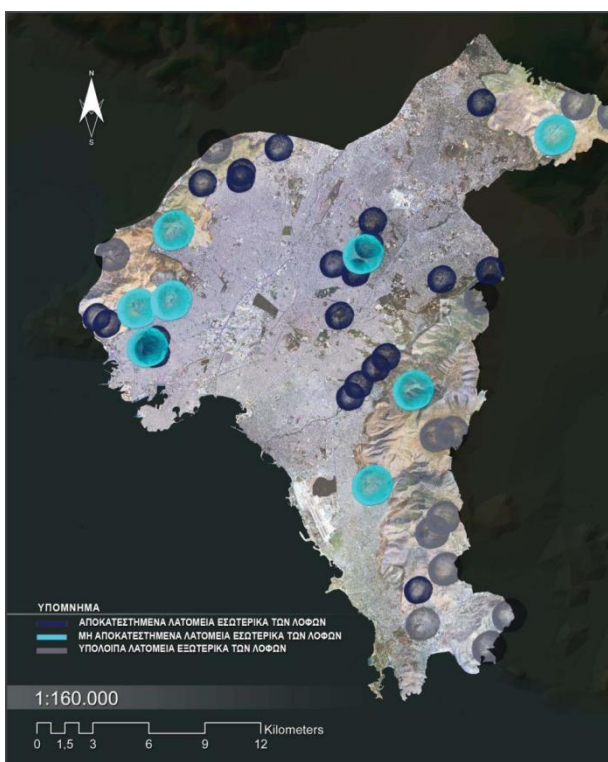 N
S
ΥΠΟΜΝΗΜΑ
ΑΠΟΚΑΤΕΣΤΗΜΕΝΑ ΛΑΤΟΜΕΙΑ ΕΣΩΤΕΡΙΚΑ ΤΩΝ ΛΟΦΩΝ
ΜΗ ΑΠΟΚΑΤΕΣΤΗΜΕΝΑ ΛΑΤΟΜΕΙΑ ΕΣΩΤΕΡΙΚΑ ΤΩΝ ΛΟΦΩΝ
ΥΠΟΛΟΙΠΑ ΛΑΤΟΜΕΙΑ ΕΞΩΤΕΡΙΚΑ ΤΩΝ ΛΟΦΩΝ
1:160.000
Kilometers
0 1,5 3 6 9 12